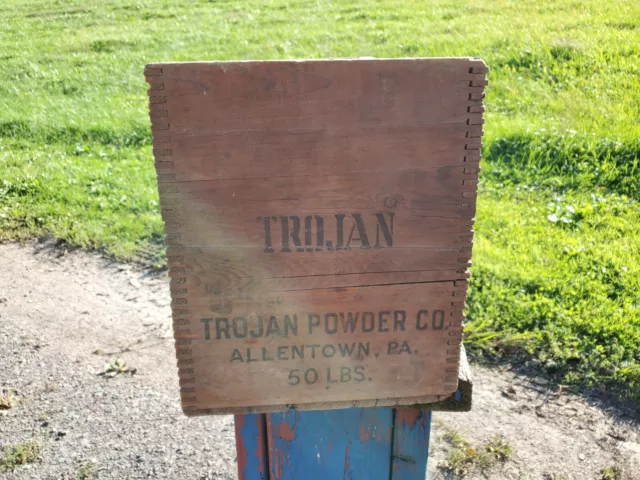 TROJAN
TROJAN POWDER CO.
ALLENTOWN, PA.
50 LBS.